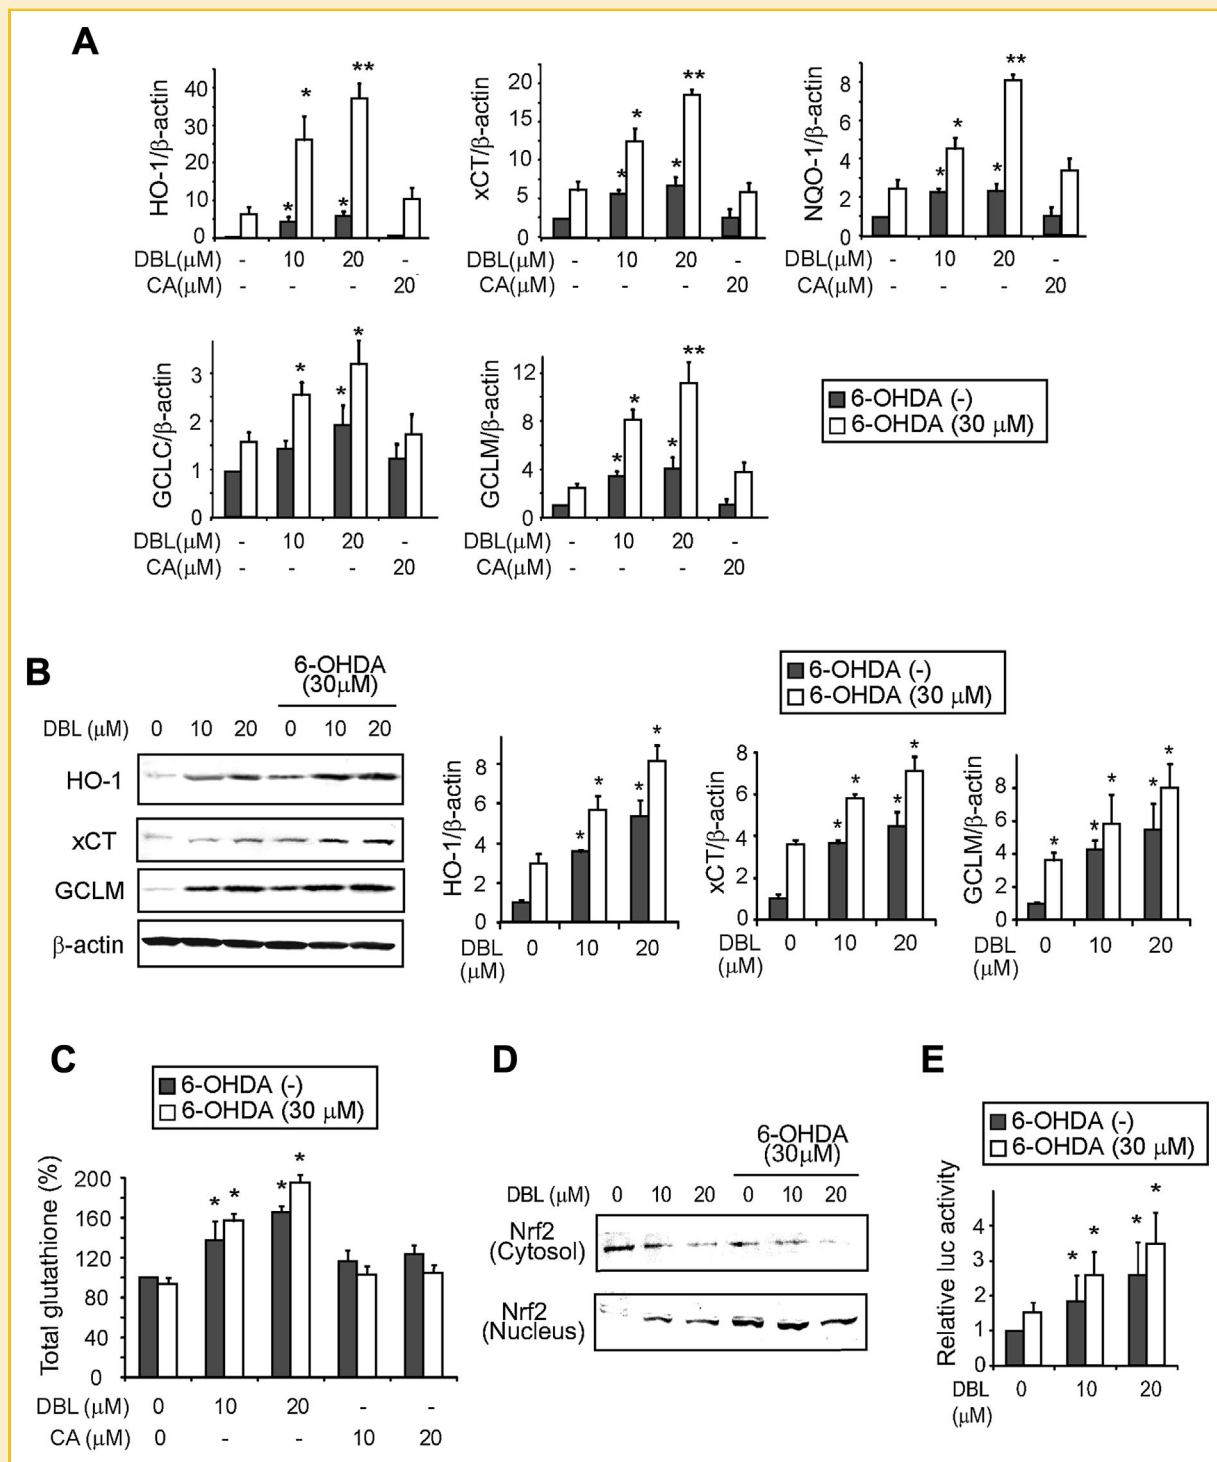 A
HO-1/β-actin
40
30
20
10
0
* * * **
DBL(μM) - 10 20 -
CA(μM) - - - 20
xCT/β-actin
20
15
10
5
0
* * * **
DBL(μM) - 10 20 -
CA(μM) - - - 20
NQO-1/β-actin
8
6
4
2
0
* * * **
DBL(μM) - 10 20 -
CA(μM) - - - 20
GCLC/β-actin
3
2
1
0
* * *
DBL(μM) - 10 20 -
CA(μM) - - - 20
GCLM/β-actin
12
8
4
0
* * * **
DBL(μM) - 10 20 -
CA(μM) - - - 20
6-OHDA (-)
6-OHDA (30 μM)
B
6-OHDA
(30μM)
DBL (μM) 0 10 20 0 10 20
HO-1
xCT
GCLM
β-actin
6-OHDA (-)
6-OHDA (30 μM)
HO-1/β-actin
8
6
4
2
0
* * * *
DBL 0 10 20
(μM)
xCT/β-actin
8
6
4
2
0
* * * *
DBL 0 10 20
(μM)
GCLM/β-actin
8
6
4
2
0
* * * * *
DBL 0 10 20
(μM)
C
6-OHDA (-)
6-OHDA (30 μM)
Total glutathione (%)
200
160
120
80
40
0
* * * *
DBL (μM) 0 10 20 - -
CA (μM) 0 - - 10 20
D
6-OHDA
(30μM)
DBL (μM) 0 10 20 0 10 20
Nrf2
(Cytosol)
Nrf2
(Nucleus)
E
6-OHDA (-)
6-OHDA (30 μM)
Relative luc activity
4
3
2
1
0
* * * *
DBL 0 10 20
(μM)